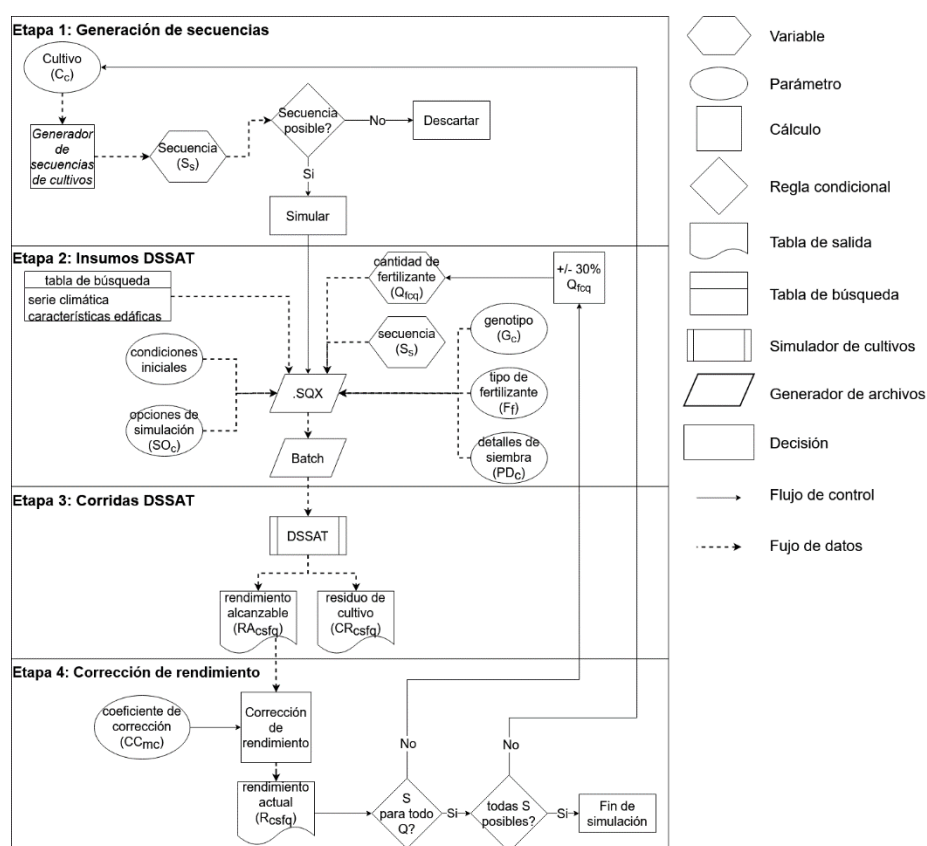 Etapa 1: Generación de secuencias
Cultivo
(Cc)
Generador
de
secuencias
de cultivos
Secuencia
(Ss)
Secuencia
posible?
No
Descartar
Si
Simular
Etapa 2: Insumos DSSAT
tabla de búsqueda
serie climática
características edáficas
cantidad de
fertilizante
(Qfcq)
+/- 30%
Qfcq
secuencia
(Ss)
genotipo
(Gc)
condiciones
iniciales
.SQX
tipo de
fertilizante
(Ff)
opciones de
simulación
(SOc)
detalles de
siembra
(PDc)
Batch
Etapa 3: Corridas DSSAT
DSSAT
rendimiento
alcanzable
(RAcsfq)
residuo de
cultivo
(CRcsfq)
Etapa 4: Corrección de rendimiento
coeficiente de
corrección
(CCmc)
Corrección
de
rendimiento
rendimiento
actual
(Rcsfq)
No
S
para todo
Q?
Si
No
todas S
posibles?
Si
Fin de
simulación
Variable
Parámetro
Cálculo
Regla condicional
Tabla de salida
Tabla de búsqueda
Simulador de cultivos
Generador de archivos
Decisión
Flujo de control
Fujo de datos